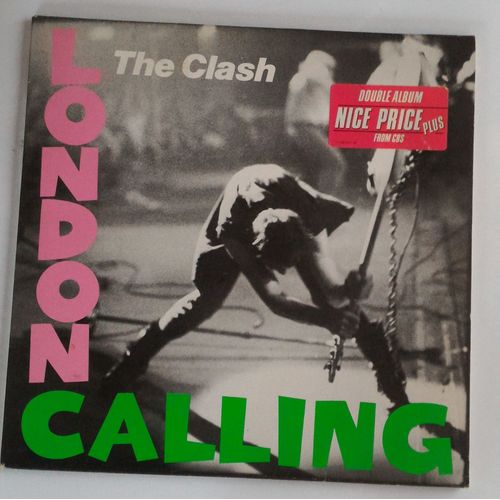 The Clash
LONDON
CALLING
DOUBLE ALBUM
NICE PRICE PLUS
FROM CBS